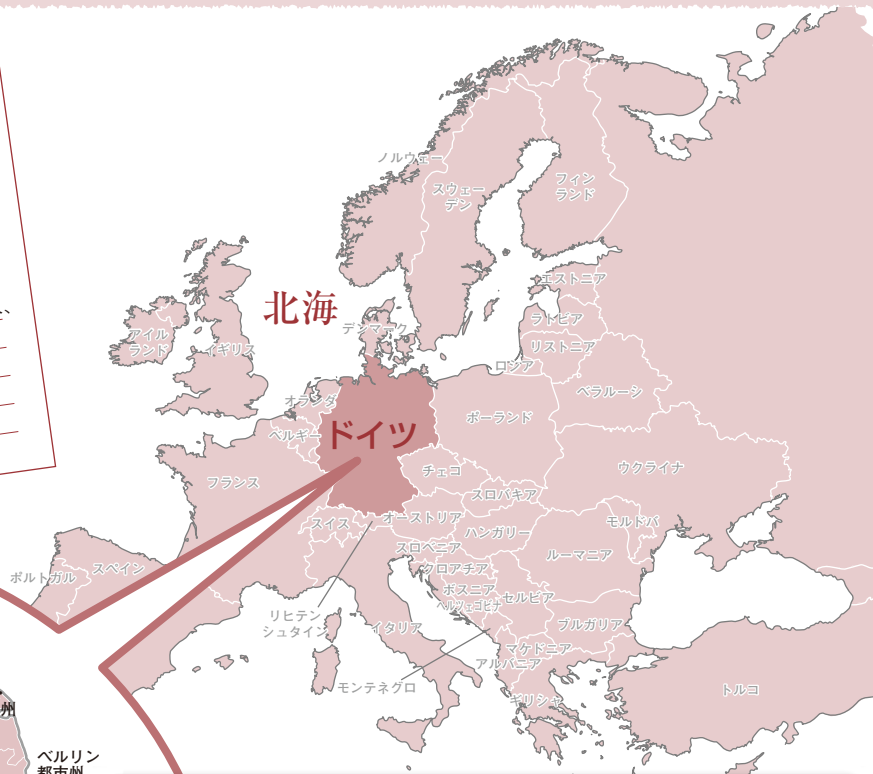 ノルウェー
スウェー
デン
フィン
ランド
エストニア
北海
デンマーク
ラトビア
アイル
ランド
イギリス
リストニア
ロシア
ベラルーシ
オランダ
ポーランド
ベルギー
ドイツ
チェコ
ウクライナ
フランス
スロバキア
スイス
オーストリア
モルドバ
ハンガリー
スロベニア
ルーマニア
ポルトガル
スペイン
クロアチア
ボスニア
ヘルツェゴビナ
セルビア
リヒテン
シュタイン
イタリア
ブルガリア
マケドニア
アルバニア
モンテネグロ
ギリシャ
トルコ
州
ベルリン
都市州